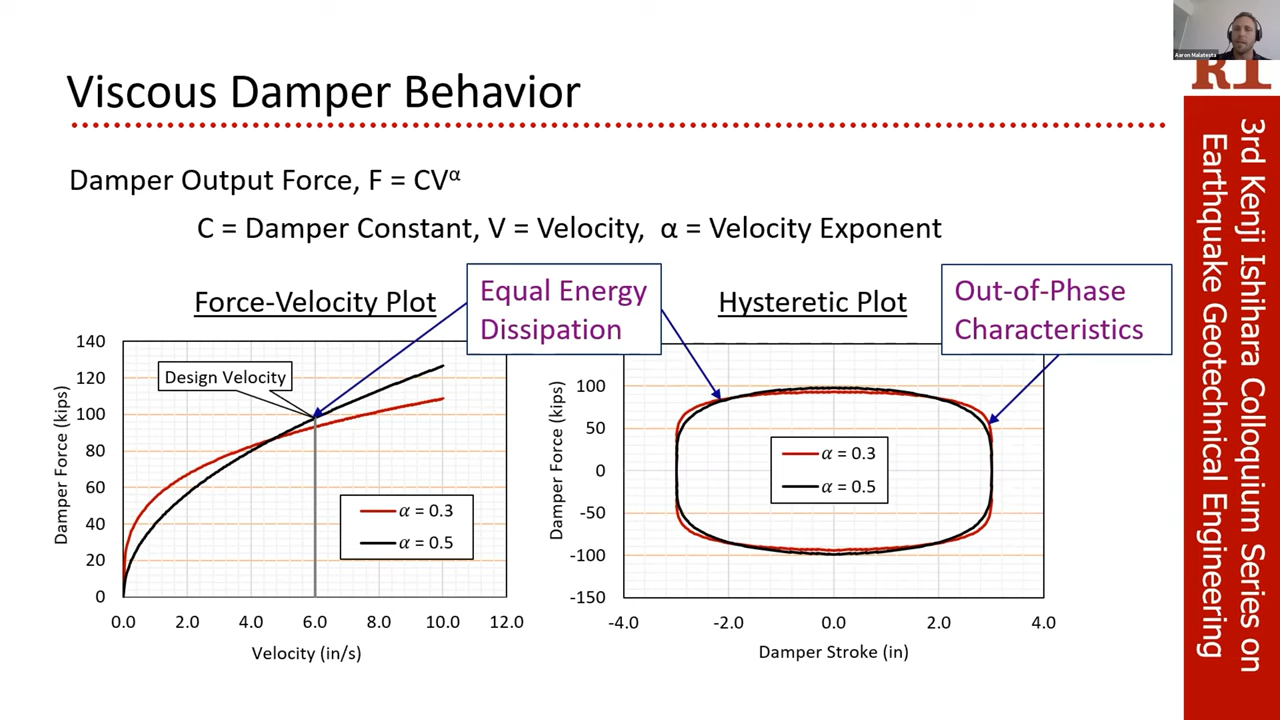 Aaron Malatesta
RI
Viscous Damper Behavior
Damper Output Force, F = CVᵅ
C = Damper Constant, V = Velocity, α = Velocity Exponent
Force-Velocity Plot
Equal Energy
Dissipation
Hysteretic Plot
Out-of-Phase
Characteristics
Design Velocity
Damper Force (kips)
140
120
100
80
60
40
20
0
0.0 2.0 4.0 6.0 8.0 10.0 12.0
Velocity (in/s)
α = 0.3
α = 0.5
Damper Force (kips)
100
50
0
-50
-100
-150
-4.0 -2.0 0.0 2.0 4.0
Damper Stroke (in)
α = 0.3
α = 0.5
3rd Kenji Ishihara Colloquium Series on
Earthquake Geotechnical Engineering